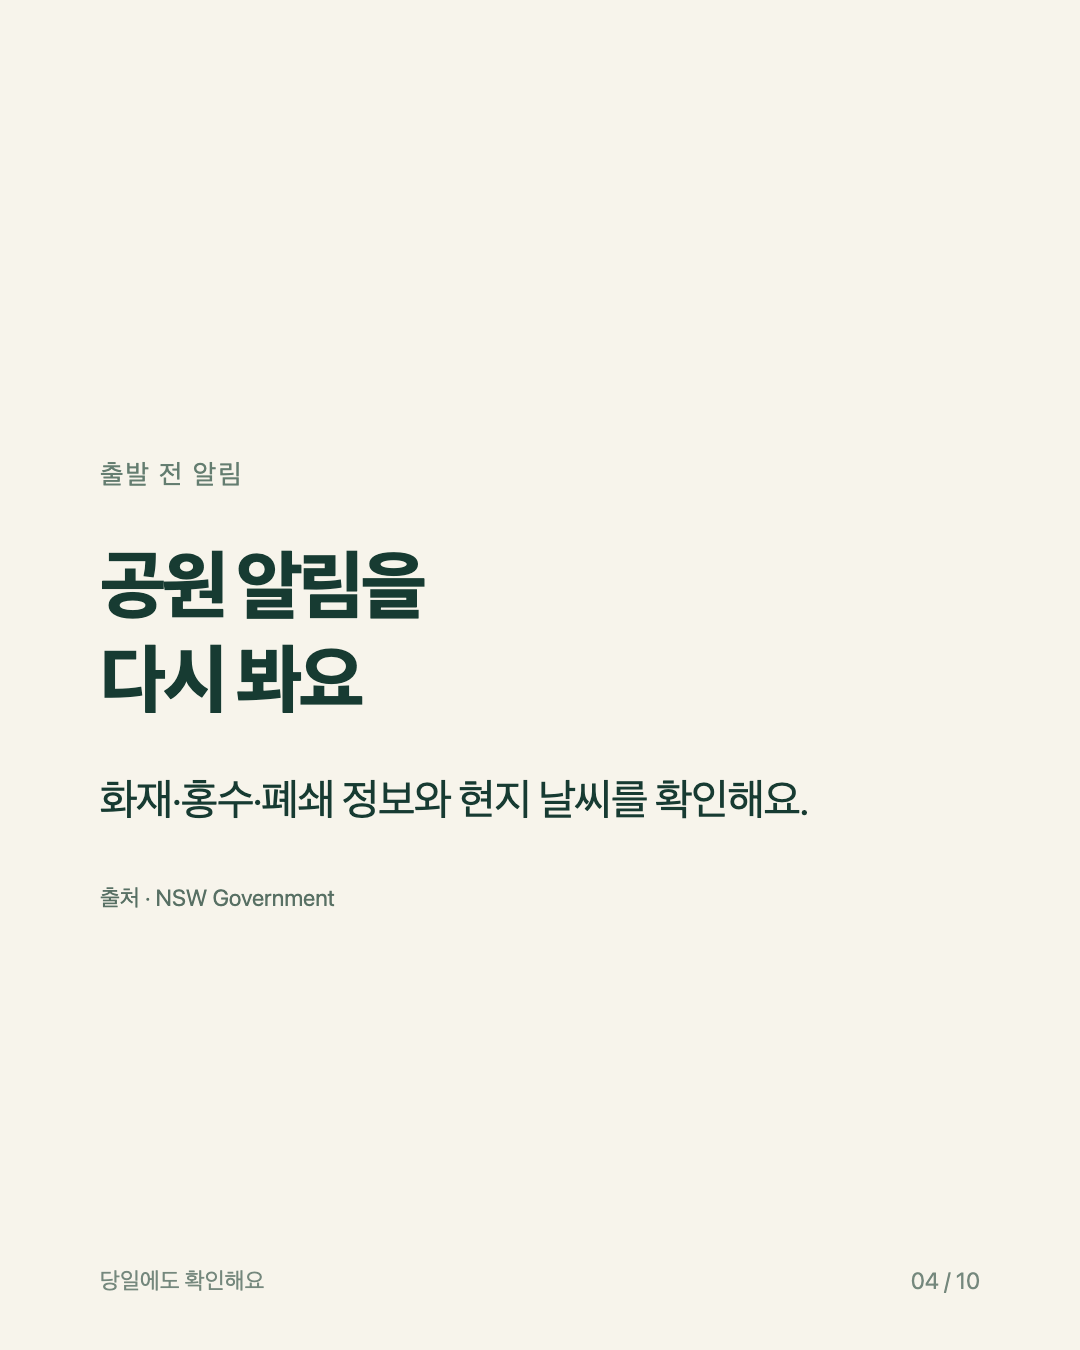 출발 전 알림
공원 알림을
다시 봐요
화재·홍수·폐쇄 정보와 현지 날씨를 확인해요.
출처 · NSW Government
당일에도 확인해요
04 / 10